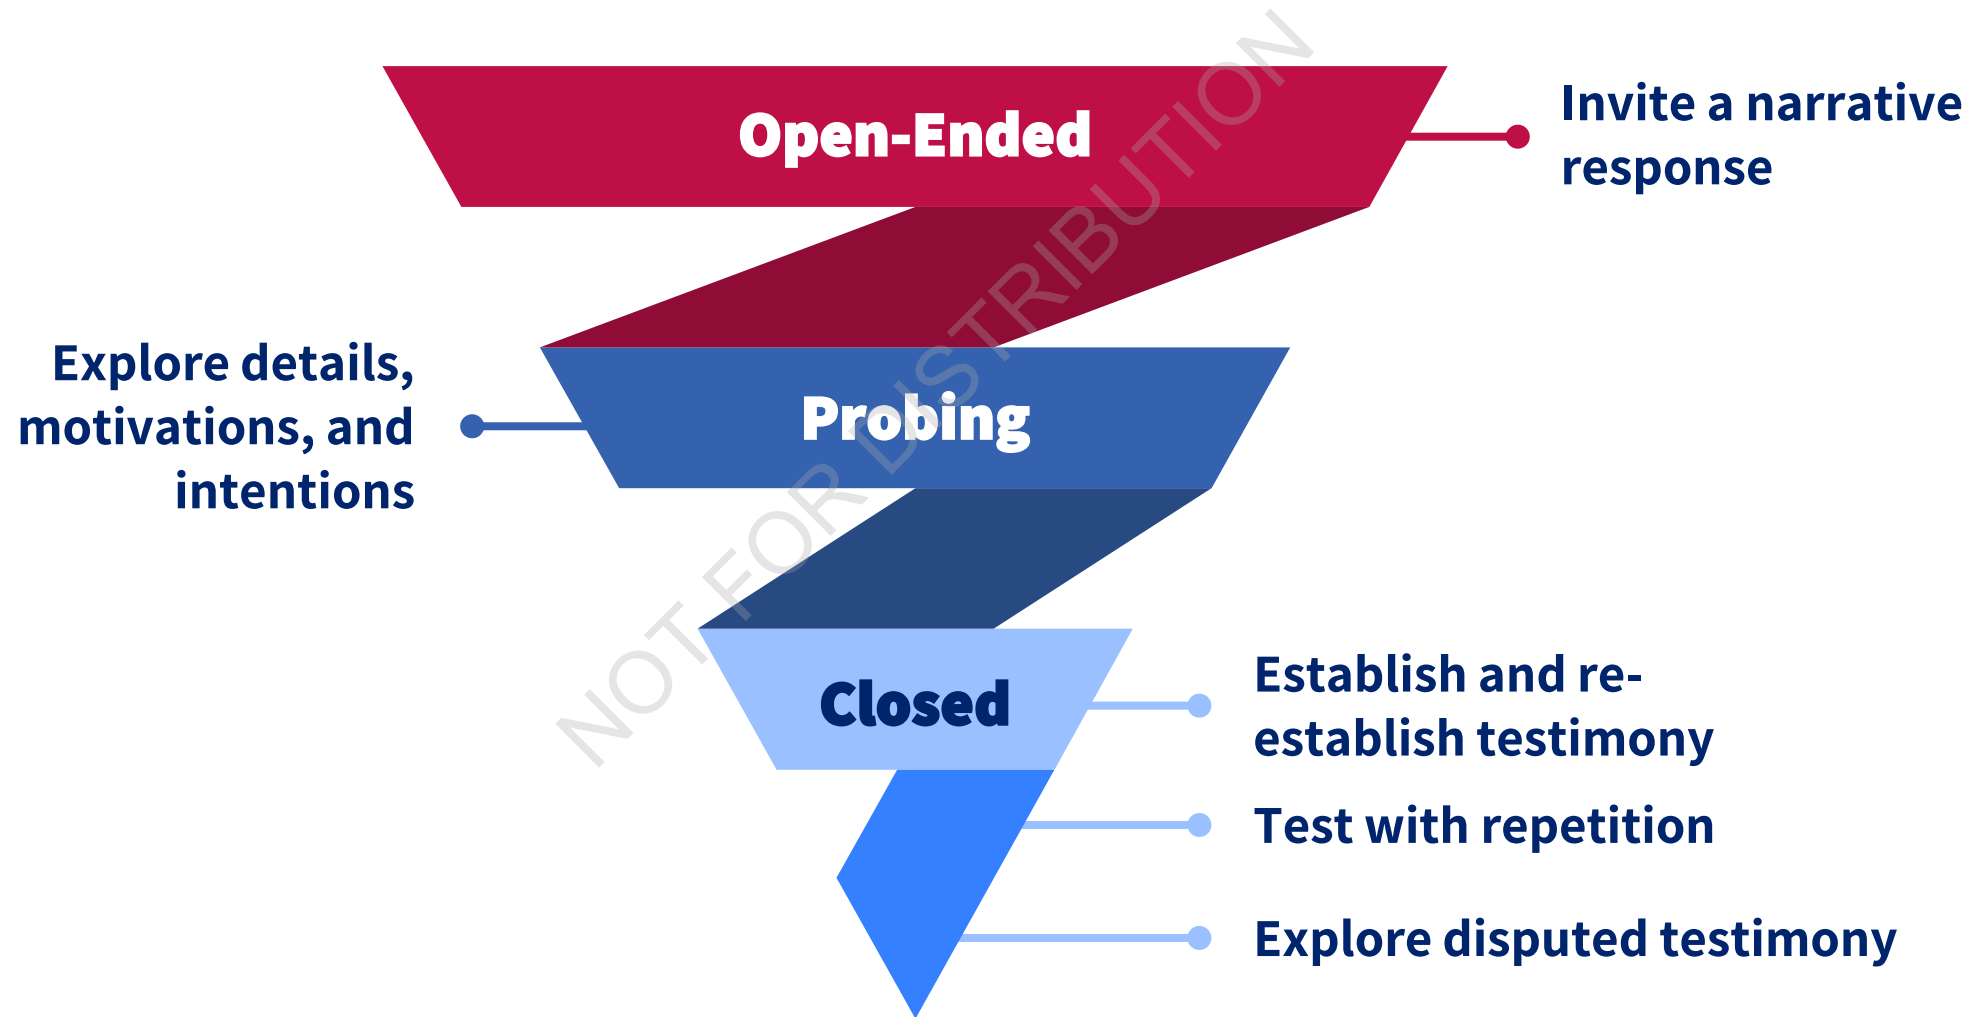 Open-Ended
Invite a narrative
response
Explore details,
motivations, and
intentions
Probing
Closed
Establish and re-
establish testimony
Test with repetition
Explore disputed testimony
NOT FOR DISTRIBUTION